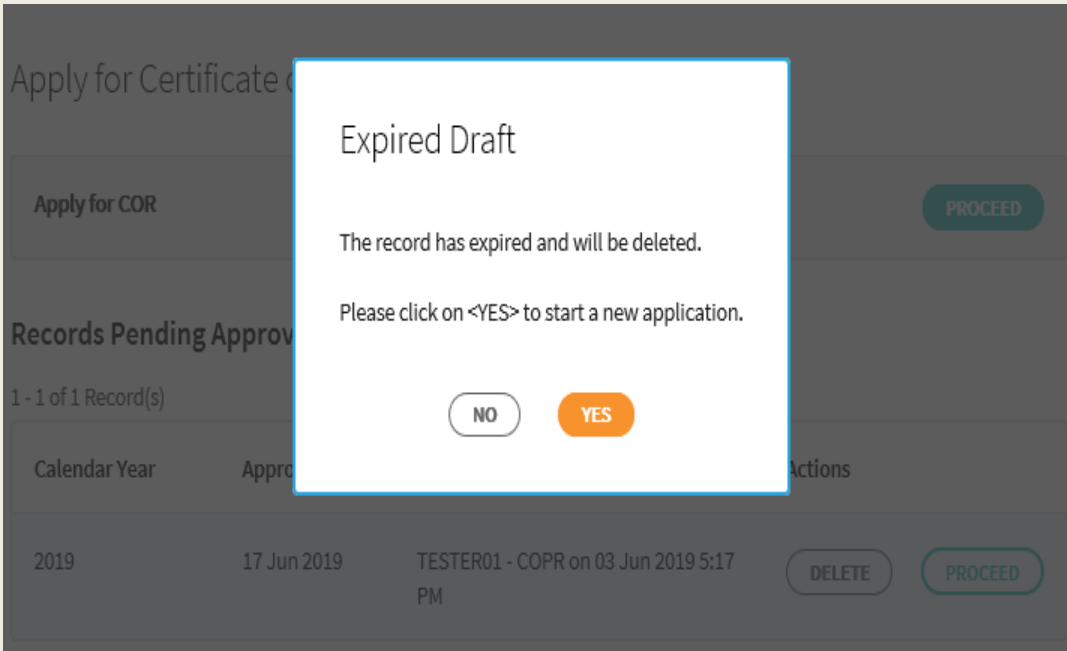 Apply for Certificate
Expired Draft
Apply for COR
PROCEED
The record has expired and will be deleted.
Please click on <YES> to start a new application.
Records Pending
1 - 1 of 1 Record(s)
NO
YES
Calendar Year
Actions
2019
17 Jun 2019
TESTER01 - COPR on 03 Jun 2019 5:17
PM
DELETE
PROCEED